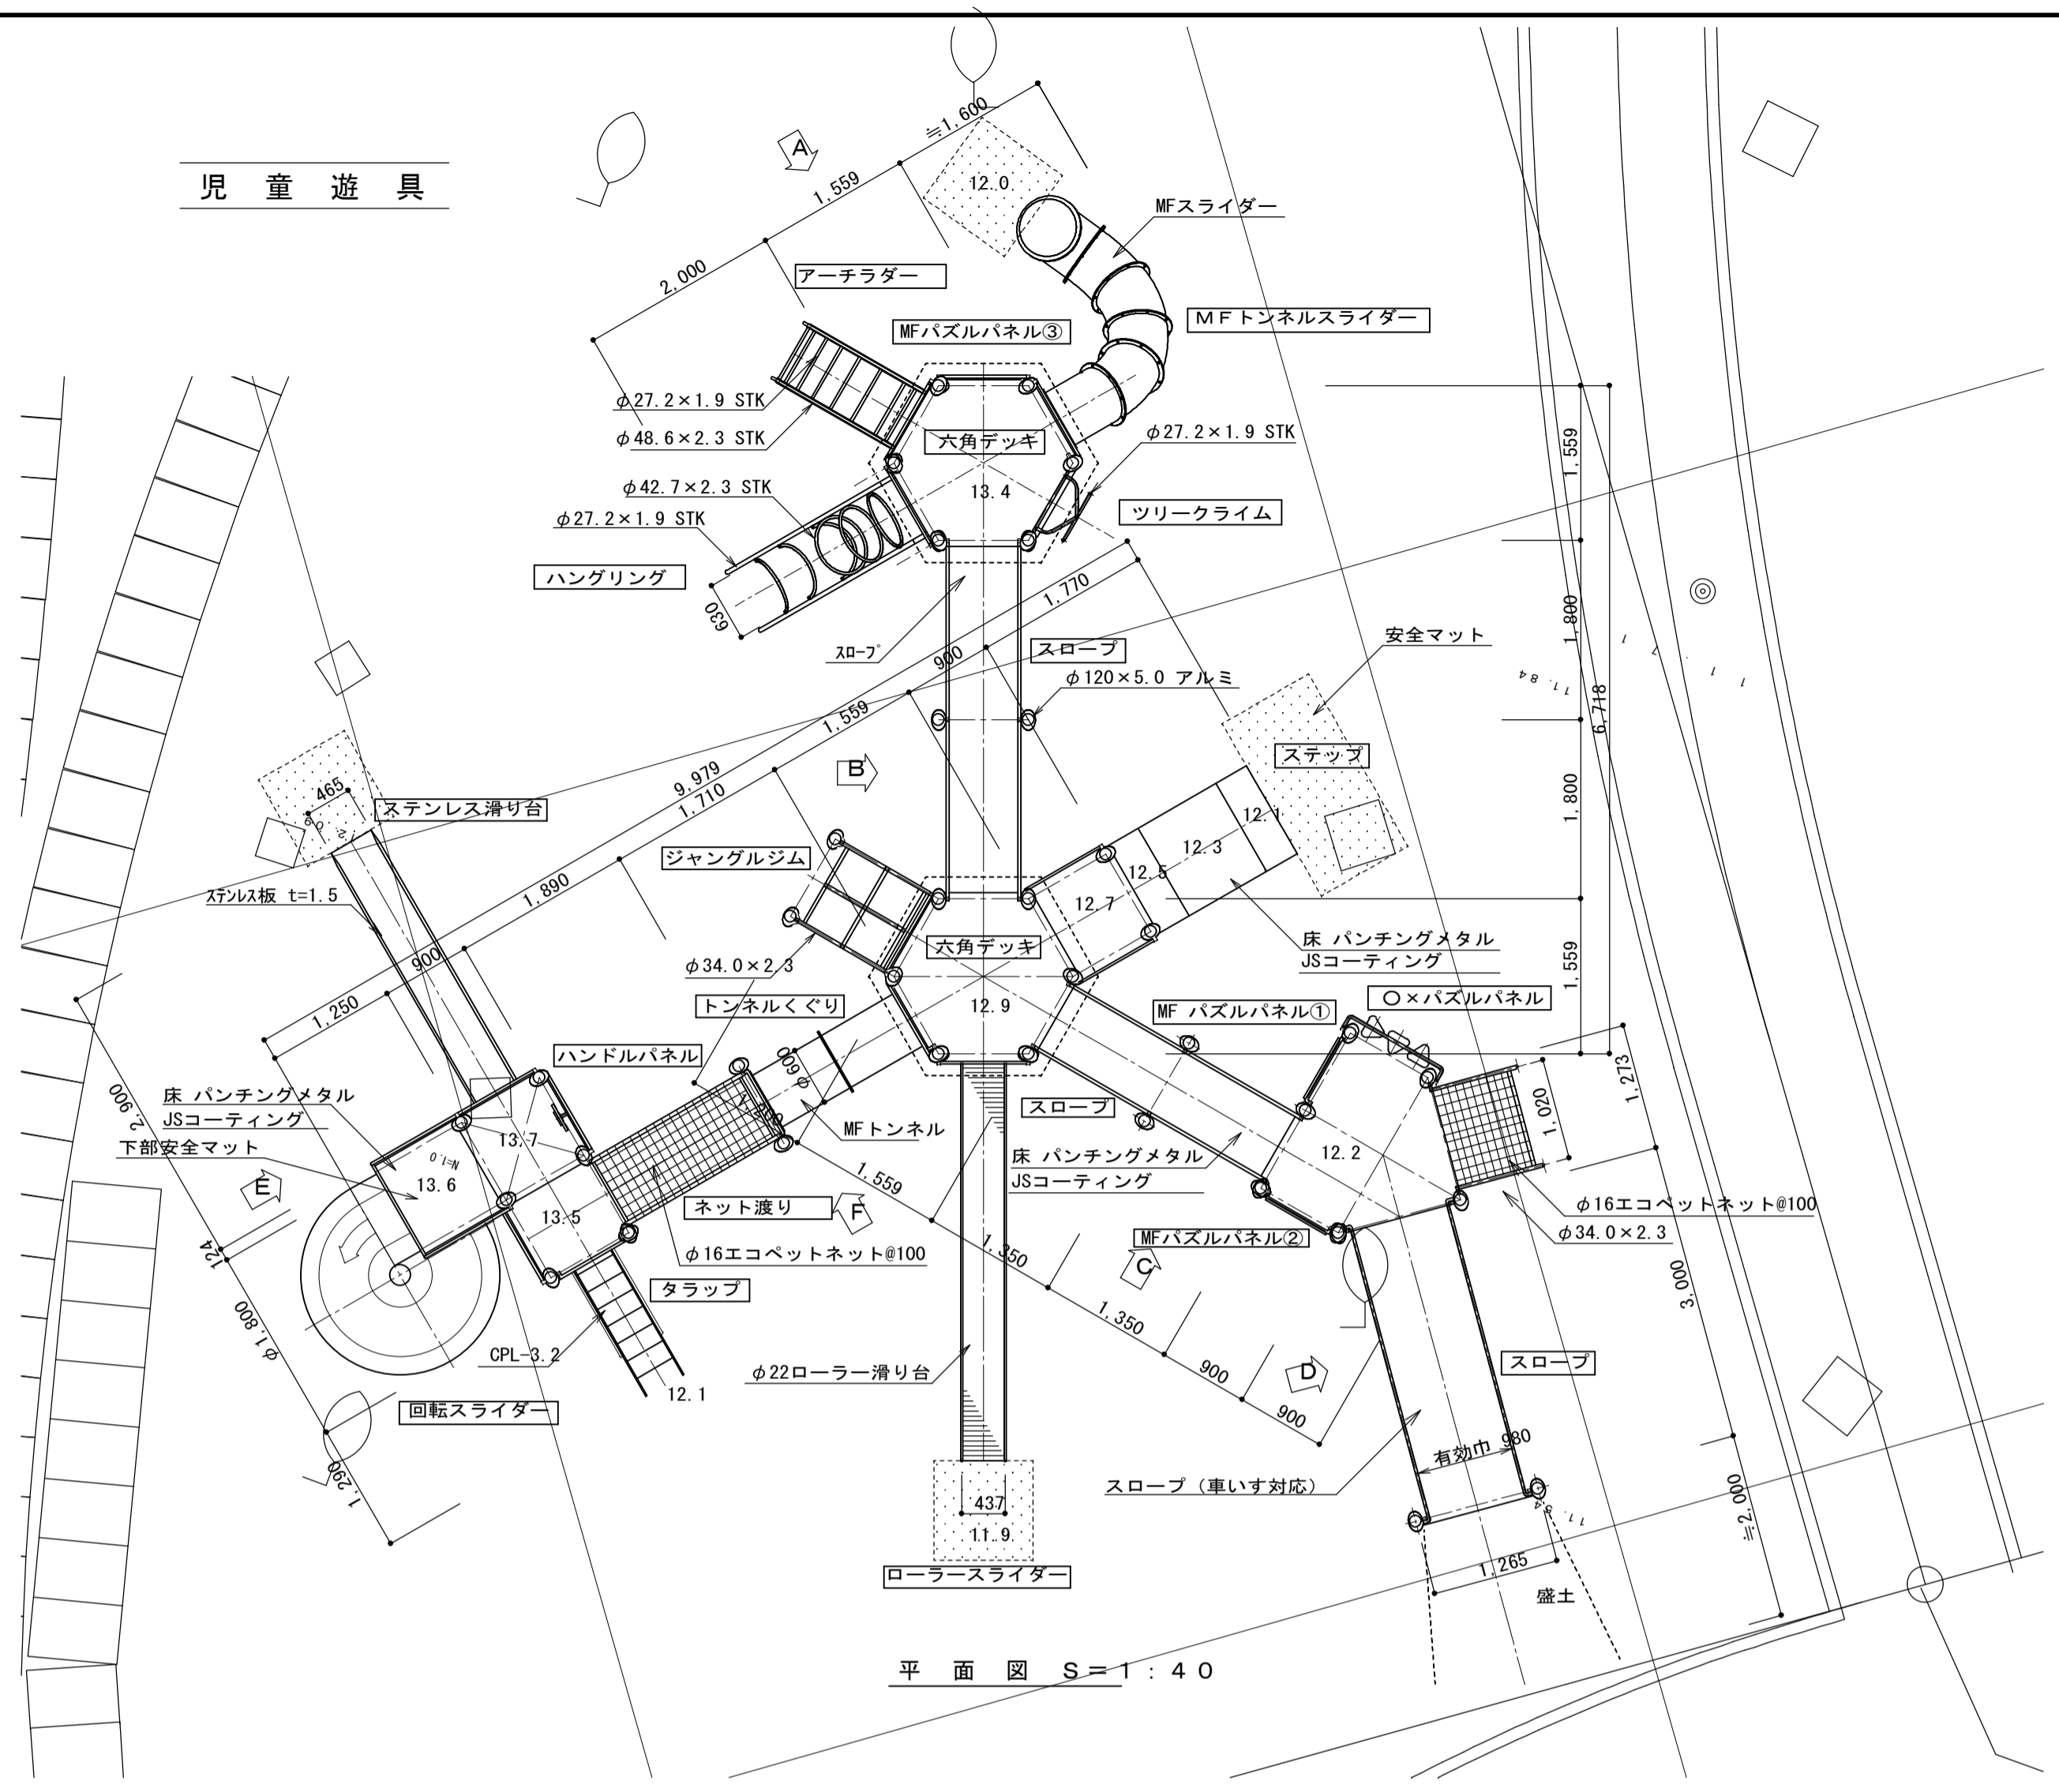 児　童　遊　具
A
≒1,600
1,559
2,000
12.0
MFスライダー
アーチラダー
MFパズルパネル③
ＭＦトンネルスライダー
φ27.2×1.9 STK
φ48.6×2.3 STK
六角デッキ
13.4
φ27.2×1.9 STK
φ42.7×2.3 STK
φ27.2×1.9 STK
ツリークライム
ハングリング
630
1,559
1,800
6,718
1,800
1,559
1,770
900
1,559
9,979
1,710
1,890
900
1,250
ｽﾛｰﾌﾟ
スロープ
φ120×5.0 アルミ
安全マット
11.84
ステップ
B
465
ステンレス滑り台
12.09
ｽﾃﾝﾚｽ板 t=1.5
ジャングルジム
12.1
12.3
12.5
12.7
六角デッキ
12.9
φ34.0×2.3
床 パンチングメタル
JSコーティング
トンネルくぐり
ハンドルパネル
φ600
MFトンネル
MF パズルパネル①
〇×パズルパネル
1,273
1,020
スロープ
床 パンチングメタル
JSコーティング
12.2
床 パンチングメタル
JSコーティング
下部安全マット
2,900
13.7
N=1.0
13.6
13.5
E
124
φ1,800
1,290
ネット渡り
F
φ16エコペットネット@100
タラップ
CPL-3.2
12.1
回転スライダー
1,559
1,350
1,350
900
900
MFパズルパネル②
C
D
φ16エコペットネット@100
φ34.0×2.3
3,000
≒2,000
スロープ
φ22ローラー滑り台
有効巾 980
スロープ（車いす対応）
437
11.9
ローラースライダー
11.54
1,265
盛土
平　面　図　Ｓ＝１：４０